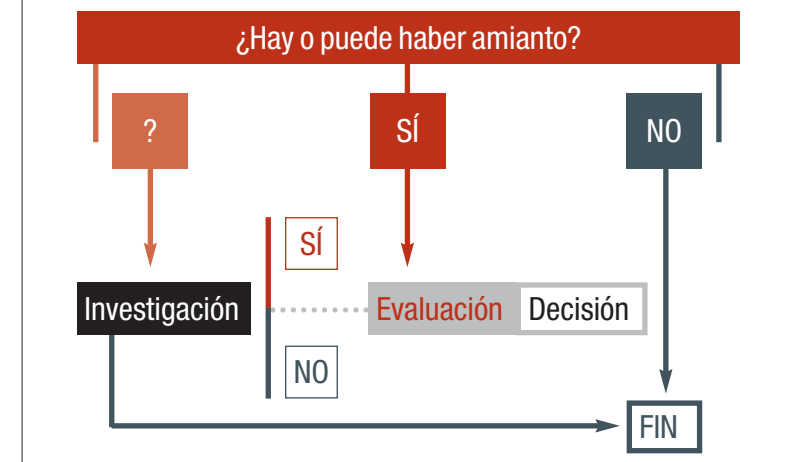 ¿Hay o puede haber amianto?
?
SÍ
NO
SÍ
Investigación
Evaluación
Decisión
NO
FIN